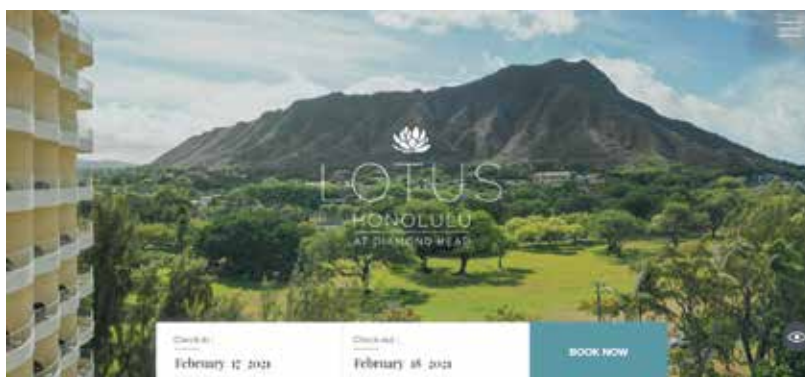 LOTUS
HONOLULU
AT DIAMOND HEAD
Check-in :
February 17 2021
Check-out :
February 18 2021
BOOK NOW